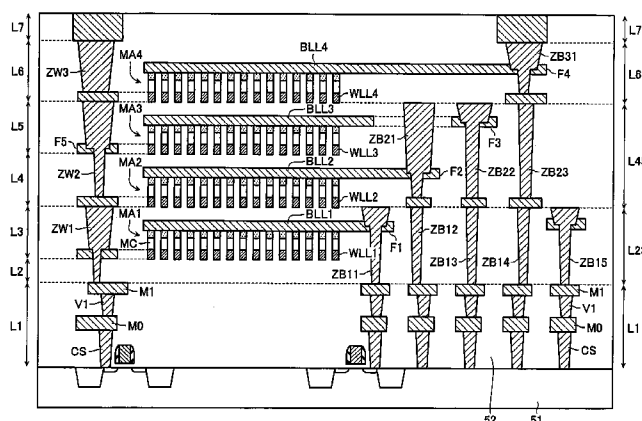 L7
L7
BLL4
ZB31
MA4
L6
ZW3
F4
L6
WLL4
BLL3
MA3
ZB21
L5
F5
F3
WLL3
L4S
BLL2
ZB22
ZB23
MA2
ZW2
F2
L4
WLL2
BLL1
MA1
L3
ZW1
F1
ZB12
L2S
MC
WLL1
ZB13
ZB14
ZB15
L2
ZB11
M1
M1
V1
V1
L1
M0
M0
L1
CS
CS
52
51